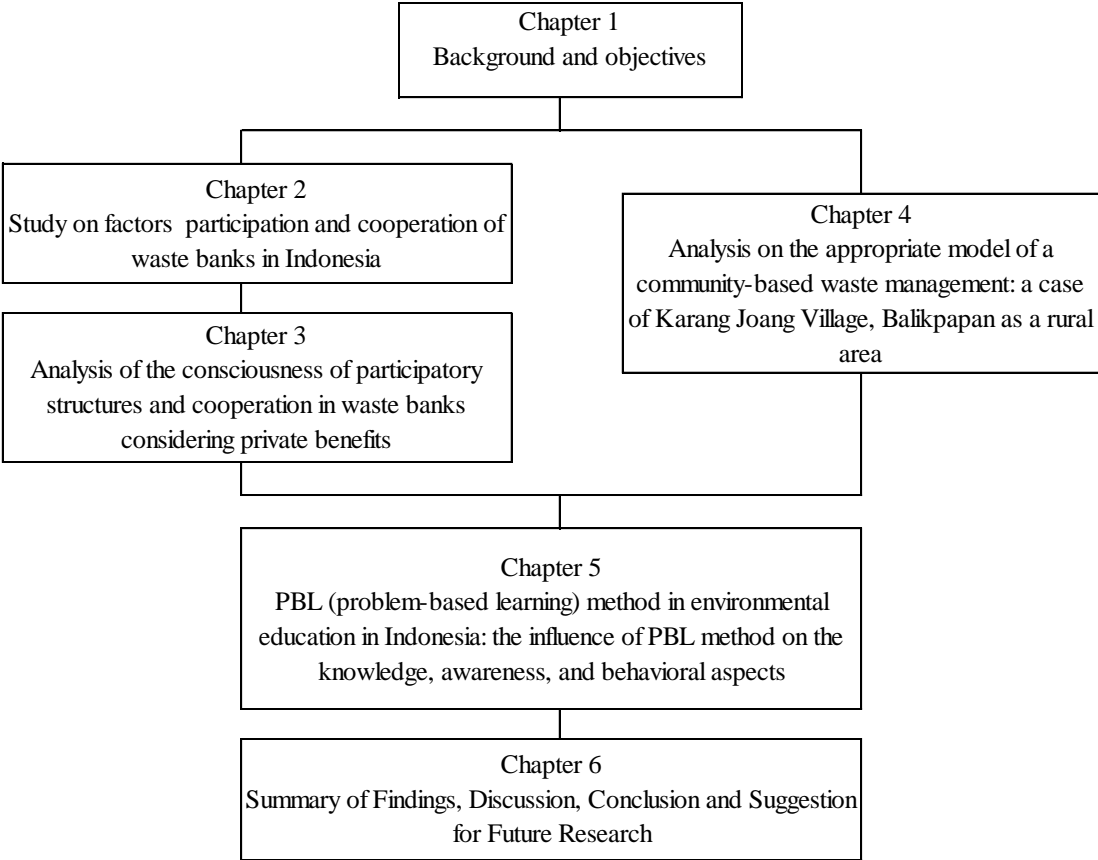 Chapter 1
Background and objectives
Chapter 2
Study on factors participation and cooperation of
waste banks in Indonesia
Chapter 4
Analysis on the appropriate model of a
community-based waste management: a case
of Karang Joang Village, Balikpapan as a rural
area
Chapter 3
Analysis of the consciousness of participatory
structures and cooperation in waste banks
considering private benefits
Chapter 5
PBL (problem-based learning) method in environmental
education in Indonesia: the influence of PBL method on the
knowledge, awareness, and behavioral aspects
Chapter 6
Summary of Findings, Discussion, Conclusion and Suggestion
for Future Research